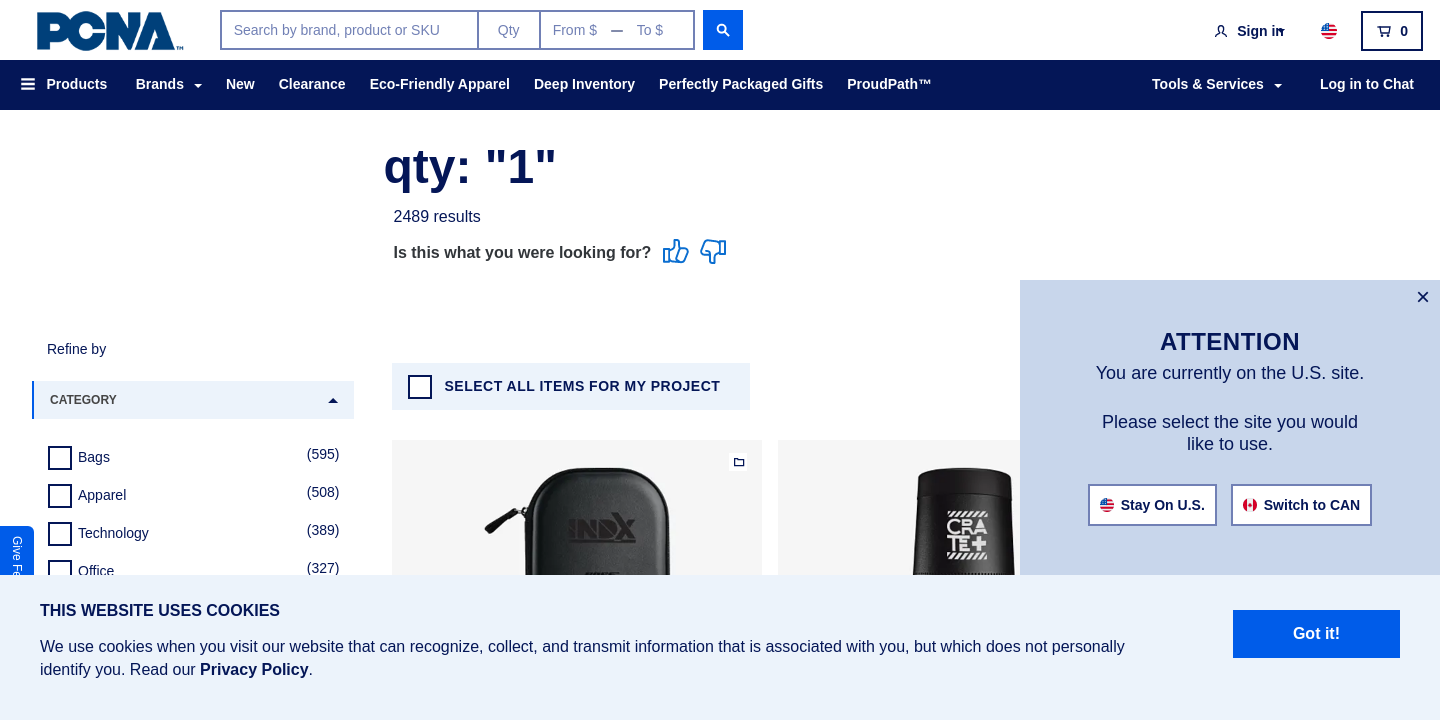 PCNA™
Search by brand, product or SKU
Qty
From $ — To $
Sign in
0
Products
Brands
New
Clearance
Eco-Friendly Apparel
Deep Inventory
Perfectly Packaged Gifts
ProudPath™
Tools & Services
Log in to Chat
qty: "1"
2489 results
Is this what you were looking for?
ATTENTION
You are currently on the U.S. site.
Please select the site you would
like to use.
Stay On U.S.
Switch to CAN
Refine by
CATEGORY
SELECT ALL ITEMS FOR MY PROJECT
Bags (595)
Apparel (508)
Technology (389)
Office (327)
INDX
CRA
TE+
Give Fe
THIS WEBSITE USES COOKIES
We use cookies when you visit our website that can recognize, collect, and transmit information that is associated with you, but which does not personally
identify you. Read our Privacy Policy.
Got it!